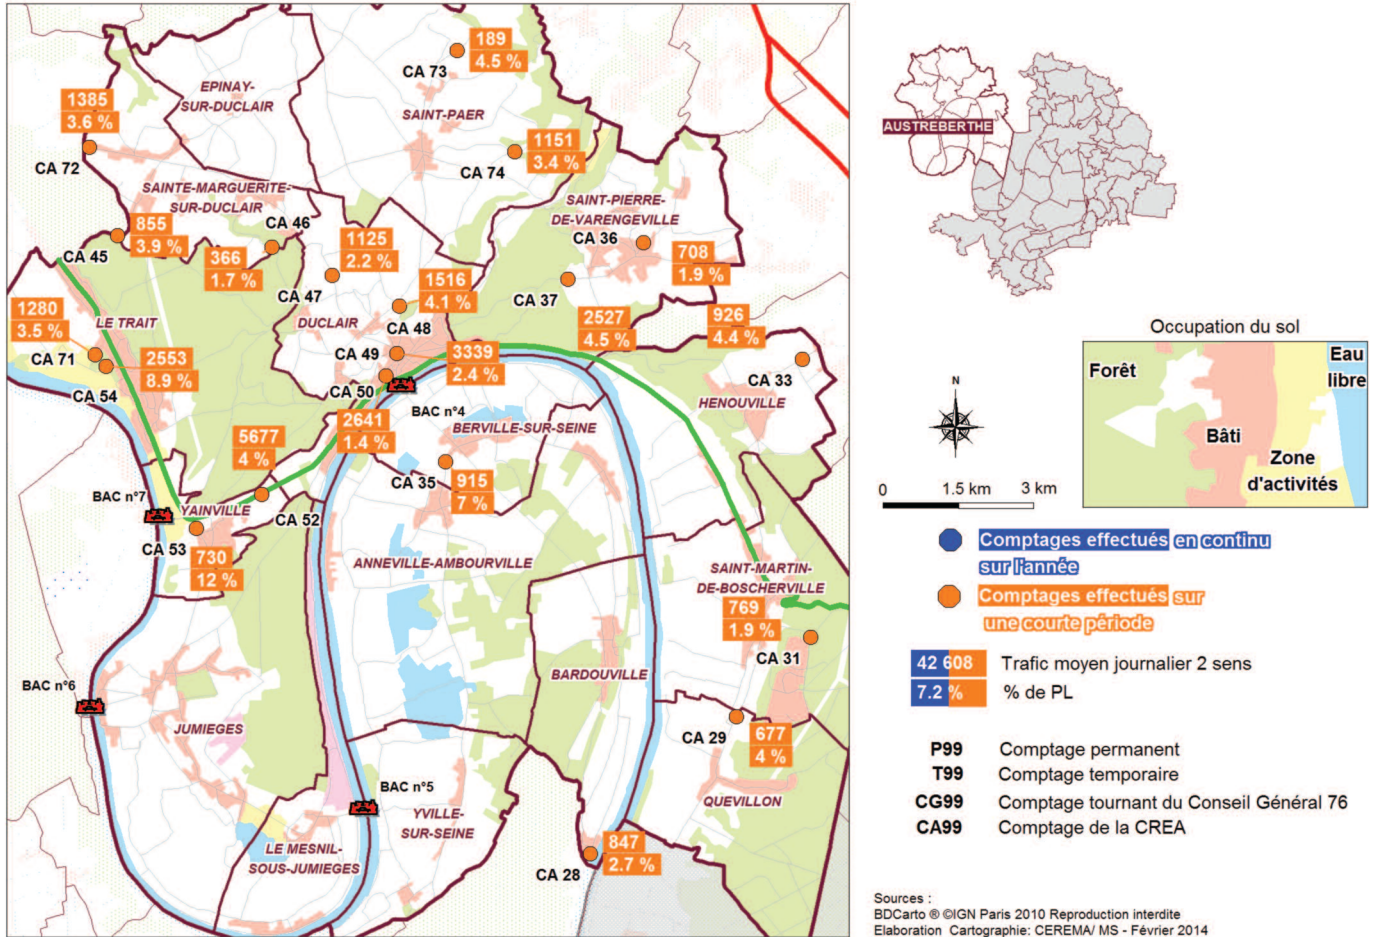 189
4.5 %
CA 73
EPINAY-
SUR-DUCLAIR
SAINT-PAER
1385
3.6 %
CA 72
1151
3.4 %
CA 74
SAINTE-MARGUERITE-
SUR-DUCLAIR
CA 46
SAINT-PIERRE-
DE-VARENGEVILLE
CA 36
855
3.9 %
CA 45
366
1.7 %
1125
2.2 %
CA 47
708
1.9 %
1516
4.1 %
CA 37
1280
3.5 %
LE TRAIT
DUCLAIR
CA 48
2527
4.5 %
926
4.4 %
CA 71
2553
8.9 %
CA 49
3339
2.4 %
CA 33
CA 54
CA 50
HENOUVILLE
BAC n°4
2641
1.4 %
BERVILLE-SUR-SEINE
5677
4 %
CA 35
915
7 %
BAC n°7
YAINVILLE
CA 52
CA 53
730
12 %
ANNEVILLE-AMBOURVILLE
SAINT-MARTIN-
DE-BOSCHERVILLE
769
1.9 %
CA 31
BAC n°6
BARDOUVILLE
JUMIEGES
CA 29
677
4 %
BAC n°5
QUEVILLON
YVILLE-
SUR-SEINE
LE MESNIL-
SOUS-JUMIEGES
847
2.7 %
CA 28
AUSTREBERTHE
Occupation du sol
Forêt
Eau
libre
Bâti
Zone
d'activités
N
0 1.5 km 3 km
Comptages effectués en continu
sur l'année
Comptages effectués sur
une courte période
42 608 Trafic moyen journalier 2 sens
7.2 % % de PL
P99 Comptage permanent
T99 Comptage temporaire
CG99 Comptage tournant du Conseil Général 76
CA99 Comptage de la CREA
Sources :
BDCarto ® ©IGN Paris 2010 Reproduction interdite
Elaboration Cartographie: CEREMA/ MS - Février 2014